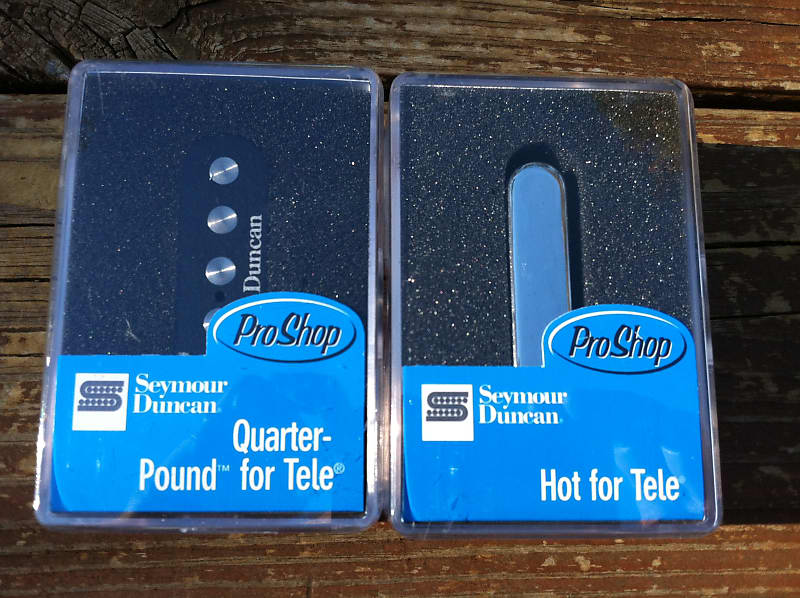 Duncan
ProShop
Seymour
Duncan®
Quarter-
Pound™ for Tele®
ProShop
Seymour
Duncan®
Hot for Tele®